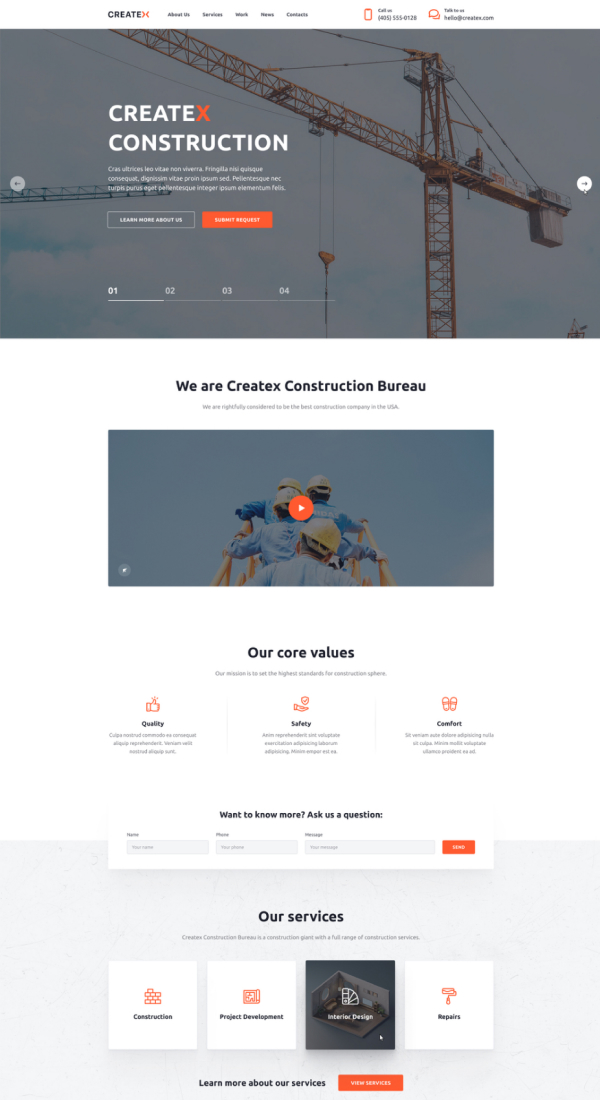 CREATEX
About Us
Services
Work
News
Contacts
Call us
(405) 555-0128
Talk to us
hello@createx.com
CREATEX
CONSTRUCTION
Cras ultrices leo vitae non viverra. Fringilla nisi quisque
consequat, dignissim vitae proin ipsum sed. Pellentesque nec
turpis purus eget pellentesque integer ipsum elementum felis.
LEARN MORE ABOUT US
SUBMIT REQUEST
01
02
03
04
We are Createx Construction Bureau
We are rightfully considered to be the best construction company in the USA.
Our core values
Our mission is to set the highest standards for construction sphere.
Quality
Culpa nostrud commodo ea consequat
aliquip reprehenderit. Veniam velit
nostrud aliquip sunt.
Safety
Anim reprehenderit sint voluptate
exercitation adipisicing laborum
adipisicing. Minim empor est ea.
Comfort
Sit veniam aute dolore adipisicing nulla
sit culpa. Minim mollit voluptate
ullamco proident ea ad.
Want to know more? Ask us a question:
Name
Phone
Message
Your name
Your phone
Your message
SEND
Our services
Createx Construction Bureau is a construction giant with a full range of construction services.
Construction
Project Development
Interior Design
Repairs
Learn more about our services
VIEW SERVICES